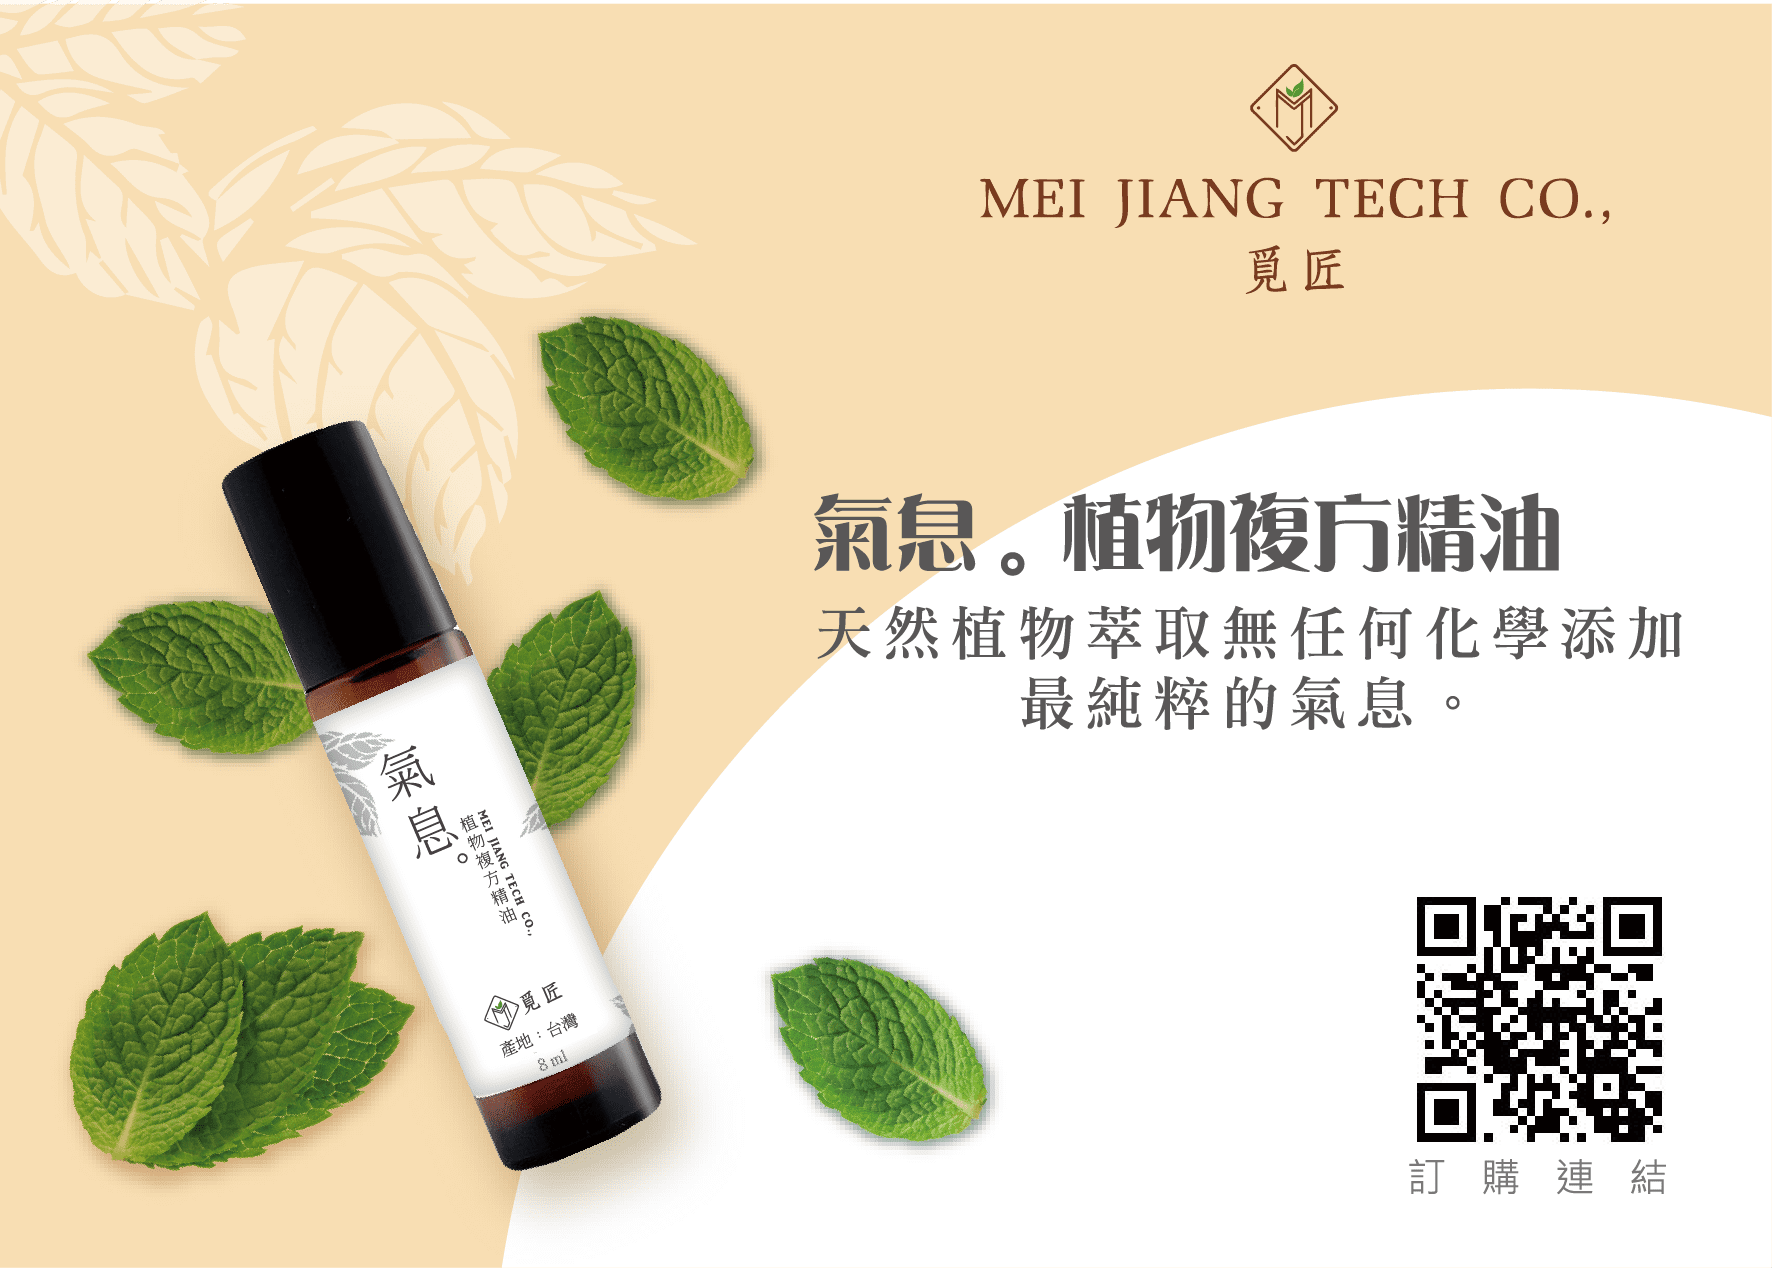 MEI JIANG TECH CO.,
覓匠
氣息。植物複方精油
天然植物萃取無任何化學添加
最純粹的氣息。
氣息。
MEI JIANG TECH CO.,
植物複方精油
覓匠
產地：台灣
8 ml
訂購連結